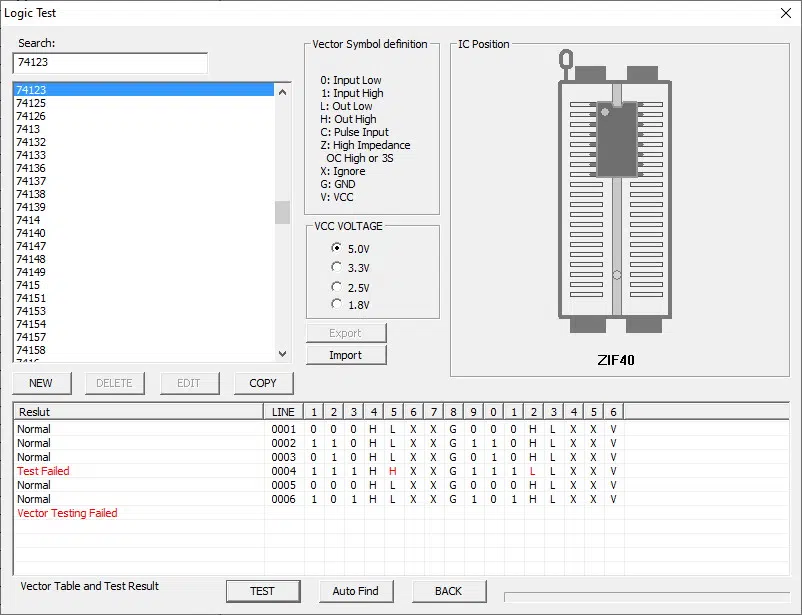 Logic Test
Search:
74123
74123
74125
74126
7413
74132
74133
74136
74137
74138
74139
7414
74140
74147
74148
74149
7415
74151
74153
74154
74157
74158
NEW DELETE EDIT COPY
Vector Symbol definition
0: Input Low
1: Input High
L: Out Low
H: Out High
C: Pulse Input
Z: High Impedance
OC High or 3S
X: Ignore
G: GND
V: VCC
VCC VOLTAGE
5.0V
3.3V
2.5V
1.8V
Export
Import
IC Position
ZIF40
Reslut LINE 1 2 3 4 5 6 7 8 9 0 1 2 3 4 5 6
Normal 0001 0 0 0 H L X X G 0 0 0 H L X X V
Normal 0002 0 1 0 H L X X G 1 1 0 H L X X V
Normal 0003 0 1 0 H L X X G 0 1 0 H L X X V
Test Failed 0004 1 1 1 H H X X G 1 1 1 L L X X V
Normal 0005 0 0 0 H L X X G 0 0 0 H L X X V
Normal 0006 1 0 1 H L X X G 1 0 1 H L X X V
Vector Testing Failed
Vector Table and Test Result
TEST Auto Find BACK